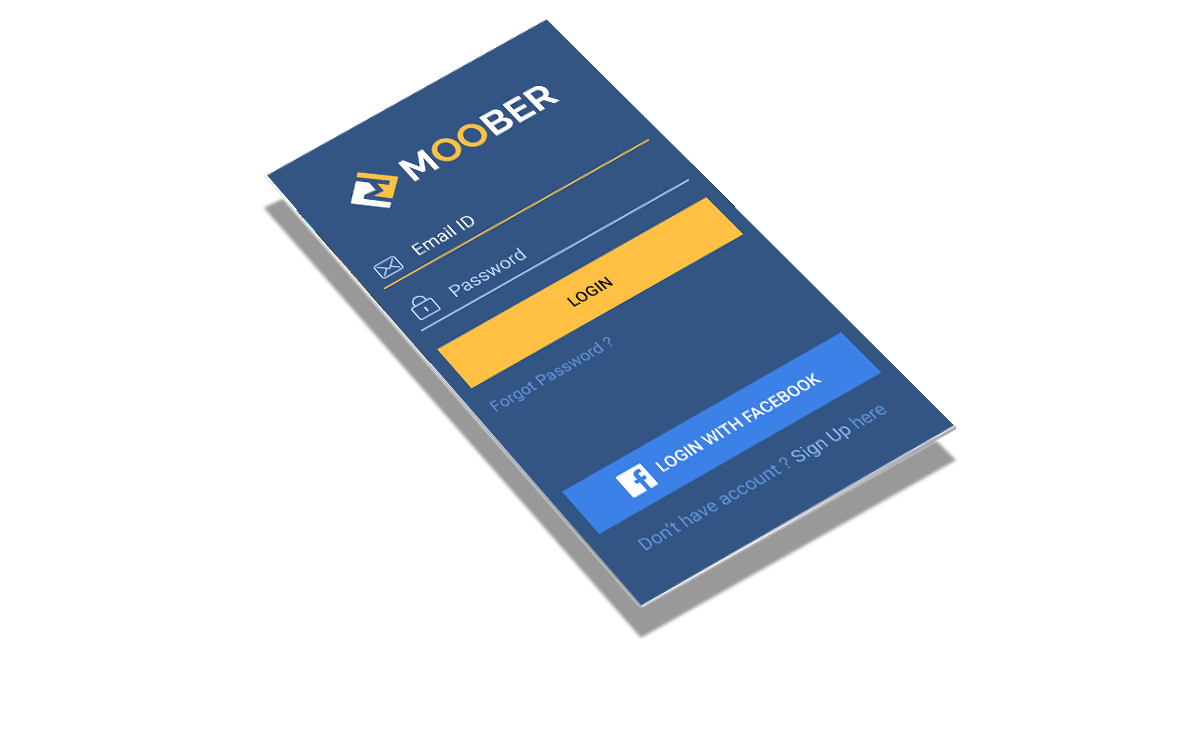 MOOBER
Email ID
Password
LOGIN
Forgot Password ?
LOGIN WITH FACEBOOK
Don't have account ? Sign Up here